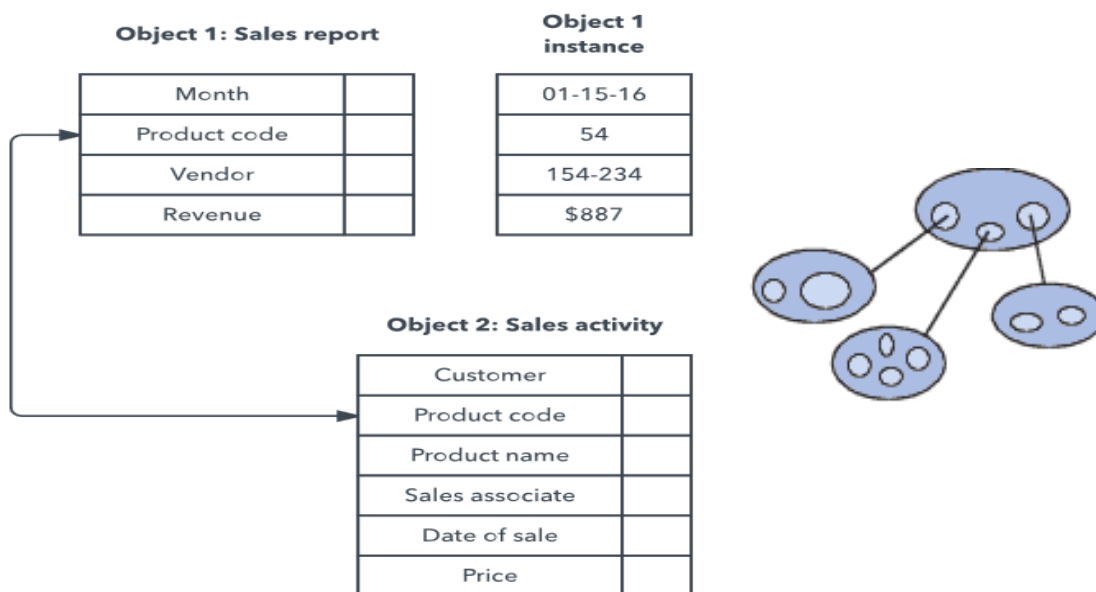 Object 1: Sales report
Object 1
instance
Month
01-15-16
Product code
54
Vendor
154-234
Revenue
$887
Object 2: Sales activity
Customer
Product code
Product name
Sales associate
Date of sale
Price